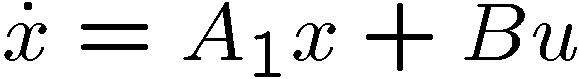 ẋ = A₁x + Bu